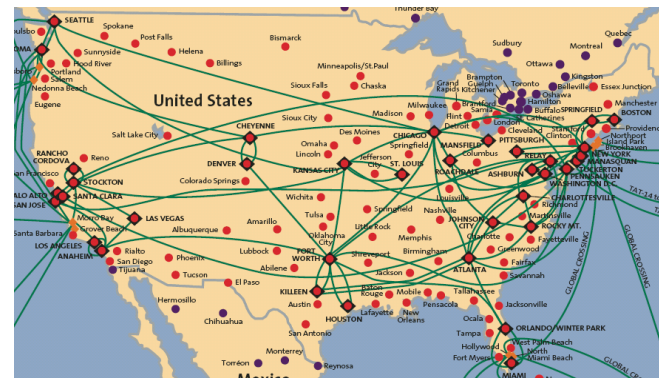 Thunder Bay
SEATTLE
Spokane
Post Falls
Helena
Billings
Bismarck
Sudbury
Quebec
Montreal
Ottawa
Kingston
Belleville
Essex Junction
Sunnyside
Hood River
Portland
Salem
Nedonna Beach
Eugene
Minneapolis/St.Paul
Chaska
Sioux Falls
Sioux City
Grand
Rapids
Brampton
Guelph
Kitchener
Toronto
Oshawa
Hamilton
Buffalo
Catherines
Brantford
Sarnia
London
Milwaukee
Madison
Flint
Detroit
Cleveland
SPRINGFIELD
Manchester
BOSTON
Providence
Stamford
Clifton
Northport
Island Park
Brookhaven
NEW YORK
MANASQUAN
TUCKERTON
PENNSAUKEN
WASHINGTON D.C.
United States
Salt Lake City
CHEYENNE
DENVER
Colorado Springs
Omaha
Lincoln
Des Moines
KANSAS CITY
Jefferson
City
ST. LOUIS
Springfield
CHICAGO
MANSFIELD
PITTSBURGH
Columbus
ROACHDALE
RELAY
ASHBURN
CHARLOTTESVILLE
Richmond
Martinsville
ROCKY MT.
Fayetteville
RANCHO
CORDOVA
Reno
STOCKTON
San Francisco
PALO ALTO
SANTA CLARA
SAN JOSE
Morro Bay
Grover Beach
Santa Barbara
LOS ANGELES
ANAHEIM
Rialto
San Diego
Tijuana
LAS VEGAS
Phoenix
Tucson
Albuquerque
El Paso
Amarillo
Lubbock
Abilene
Wichita
Tulsa
Oklahoma
City
Springfield
Little Rock
Memphis
Louisville
Nashville
JOHNSON
CITY
Charlotte
Greenwood
Fairfax
Savannah
ATLANTA
Birmingham
Jackson
Shreveport
FORT
WORTH
KILLEEN
Austin
HOUSTON
San Antonio
Baton
Rouge
Lafayette
New
Orleans
Mobile
Pensacola
Tallahassee
Jacksonville
Ocala
Tampa
ORLANDO/WINTER PARK
Hollywood
West Palm Beach
Fort Myers
North
Miami Beach
MIAMI
Hermosillo
Chihuahua
Monterrey
Torreón
Reynosa
Mexico
TAT-14
GLOBAL CROSSING
GLOBAL CROSSING